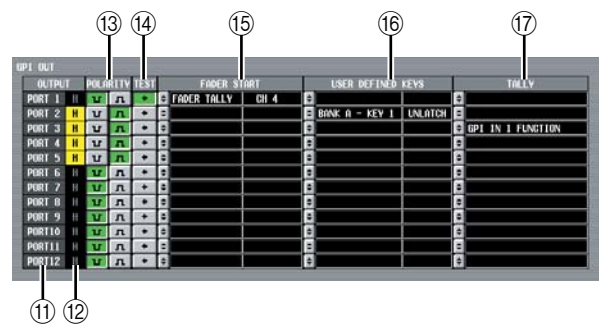 ⑬ ⑭ ⑮ ⑯ ⑰
GPI OUT
OUTPUT POLARITY TEST FADER START USER DEFINED KEYS TALLY
PORT 1 H FADER TALLY CH 4
PORT 2 H BANK A - KEY 1 UNLATCH
PORT 3 H GPI IN 1 FUNCTION
PORT 4 H
PORT 5 H
PORT 6 H
PORT 7 H
PORT 8 H
PORT 9 H
PORT10 H
PORT11 H
PORT12 H
⑪ ⑫